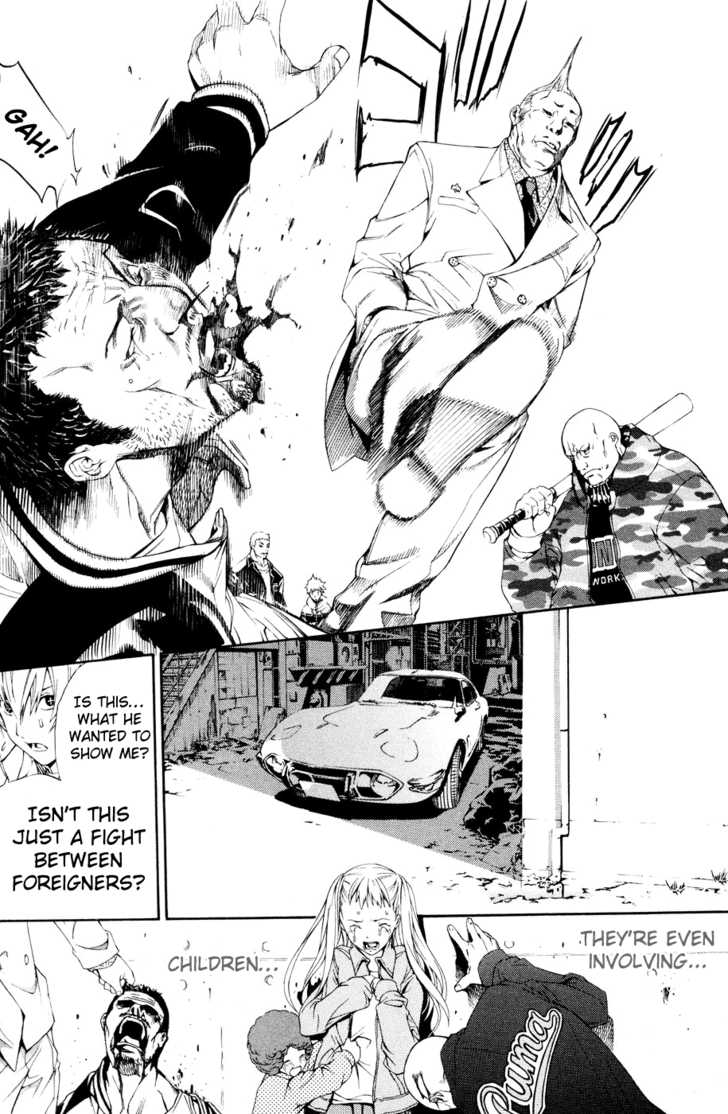 GAH!
N
WORK
IS THIS...
WHAT HE
WANTED TO
SHOW ME?
ISN'T THIS
JUST A FIGHT
BETWEEN
FOREIGNERS?
THEY'RE EVEN
INVOLVING...
CHILDREN...
Puma